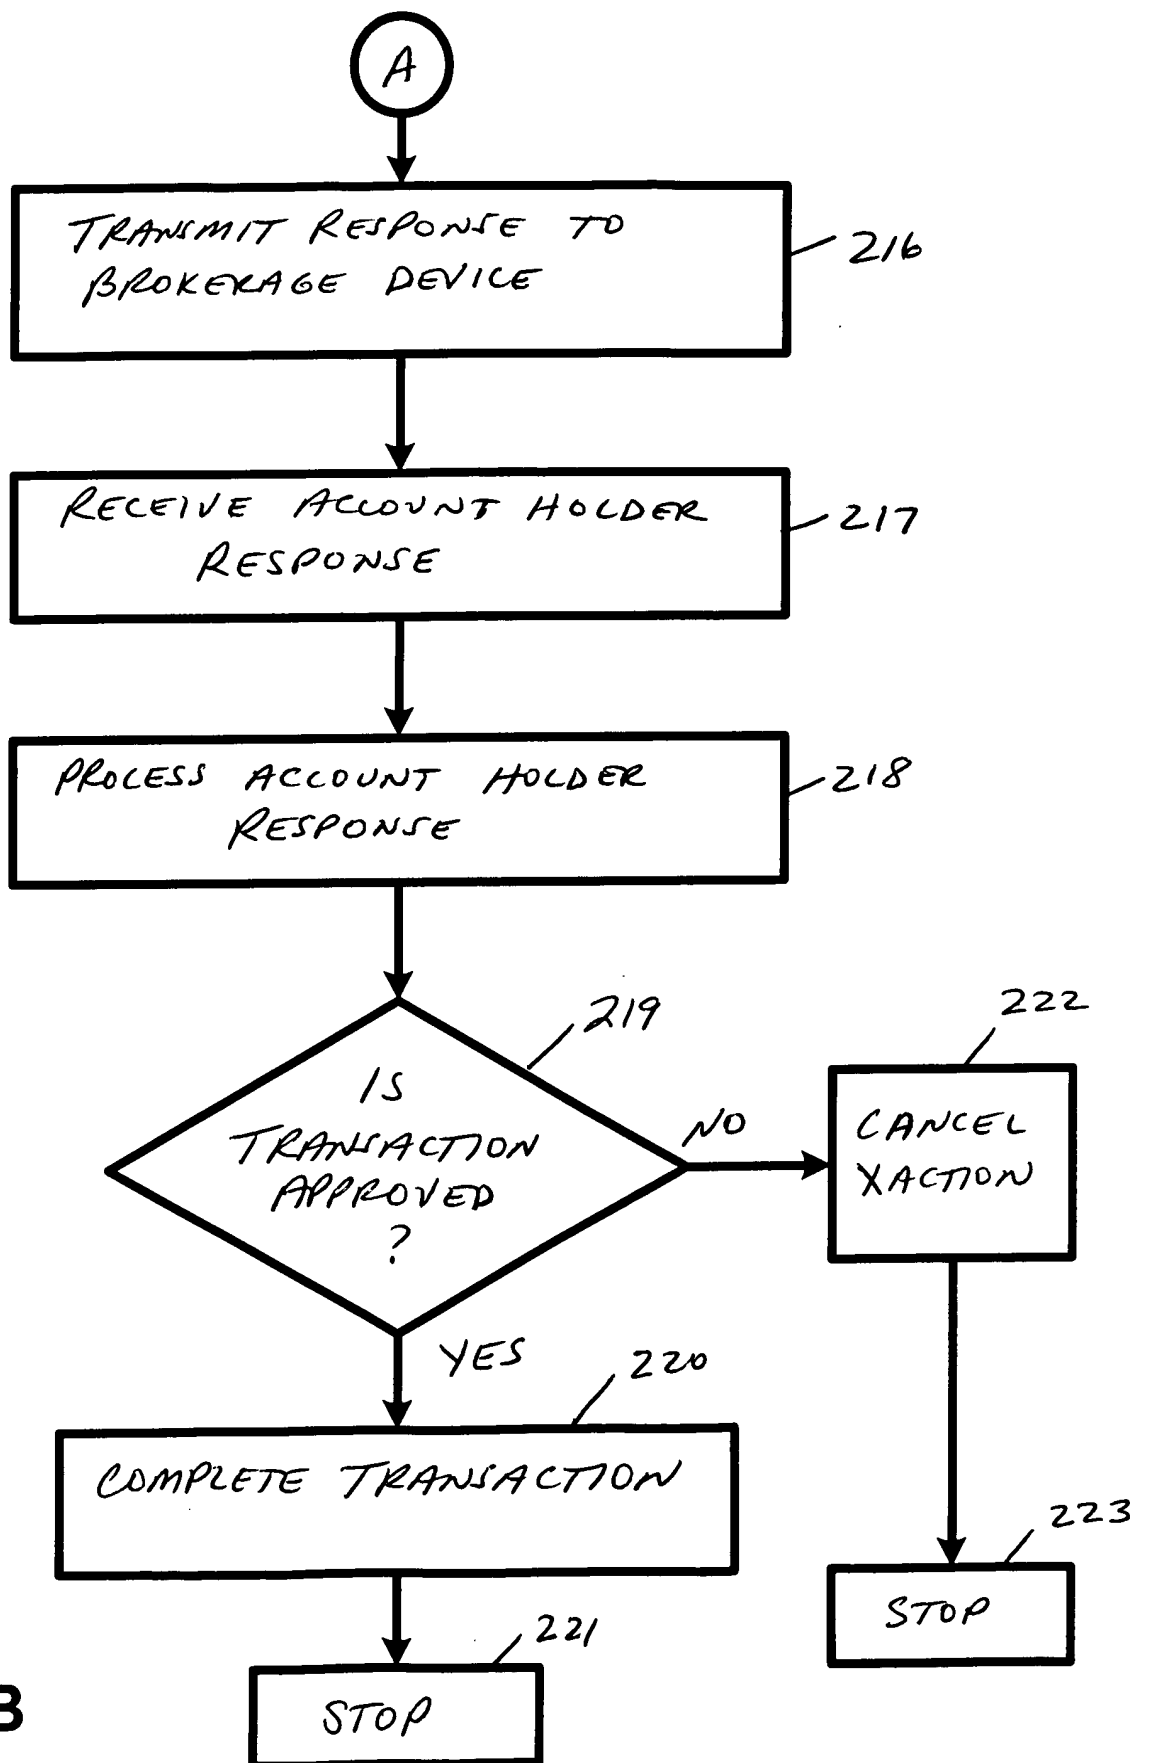 A
TRANSMIT RESPONSE TO
BROKERAGE DEVICE
216
RECEIVE ACCOUNT HOLDER
RESPONSE
217
PROCESS ACCOUNT HOLDER
RESPONSE
218
219
IS
TRANSACTION
APPROVED
?
NO
222
CANCEL
XACTION
YES
220
COMPLETE TRANSACTION
223
STOP
221
STOP
B